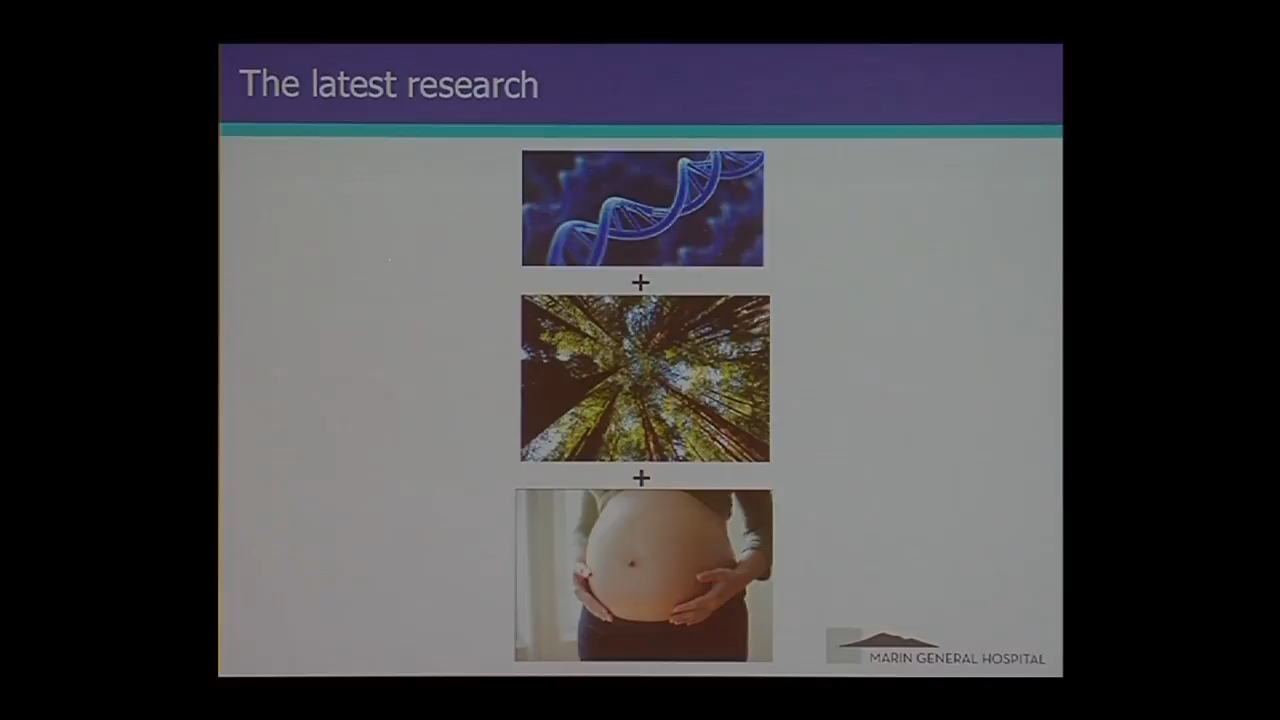 The latest research
+
+
MARIN GENERAL HOSPITAL